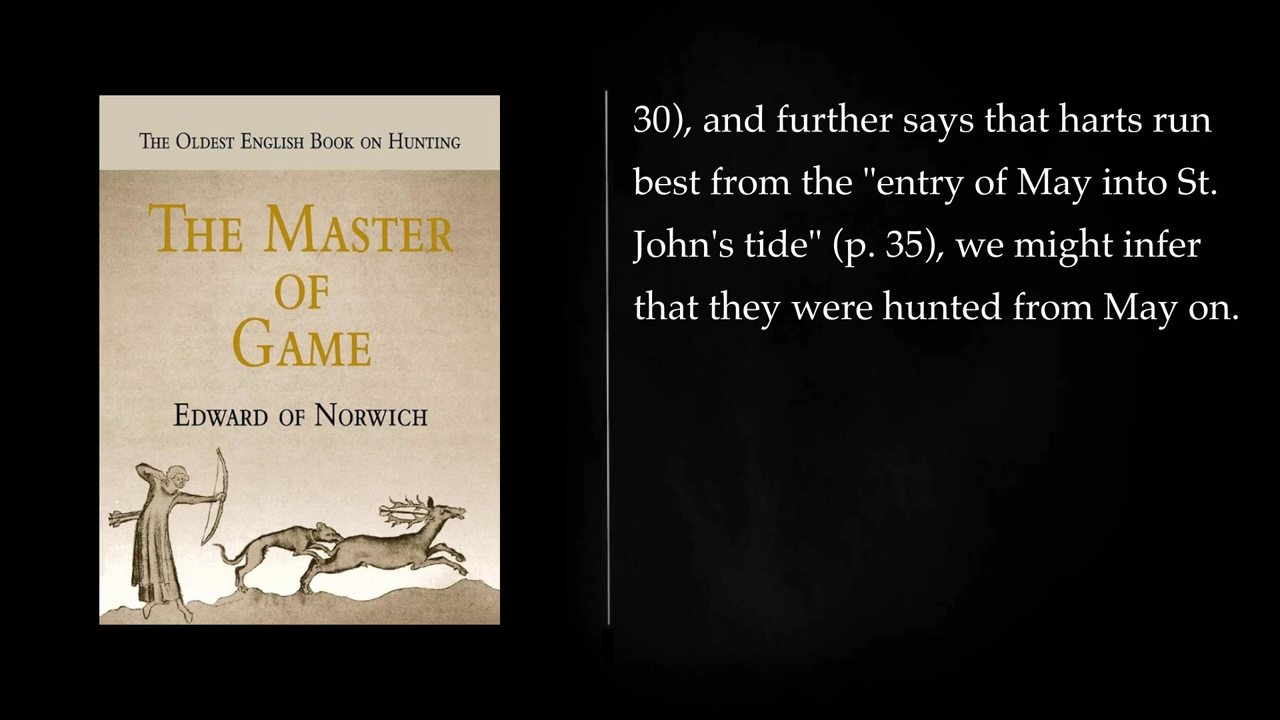 The Oldest English Book on Hunting
The Master
of
Game
Edward of Norwich
30), and further says that harts run
best from the "entry of May into St.
John's tide" (p. 35), we might infer
that they were hunted from May on.